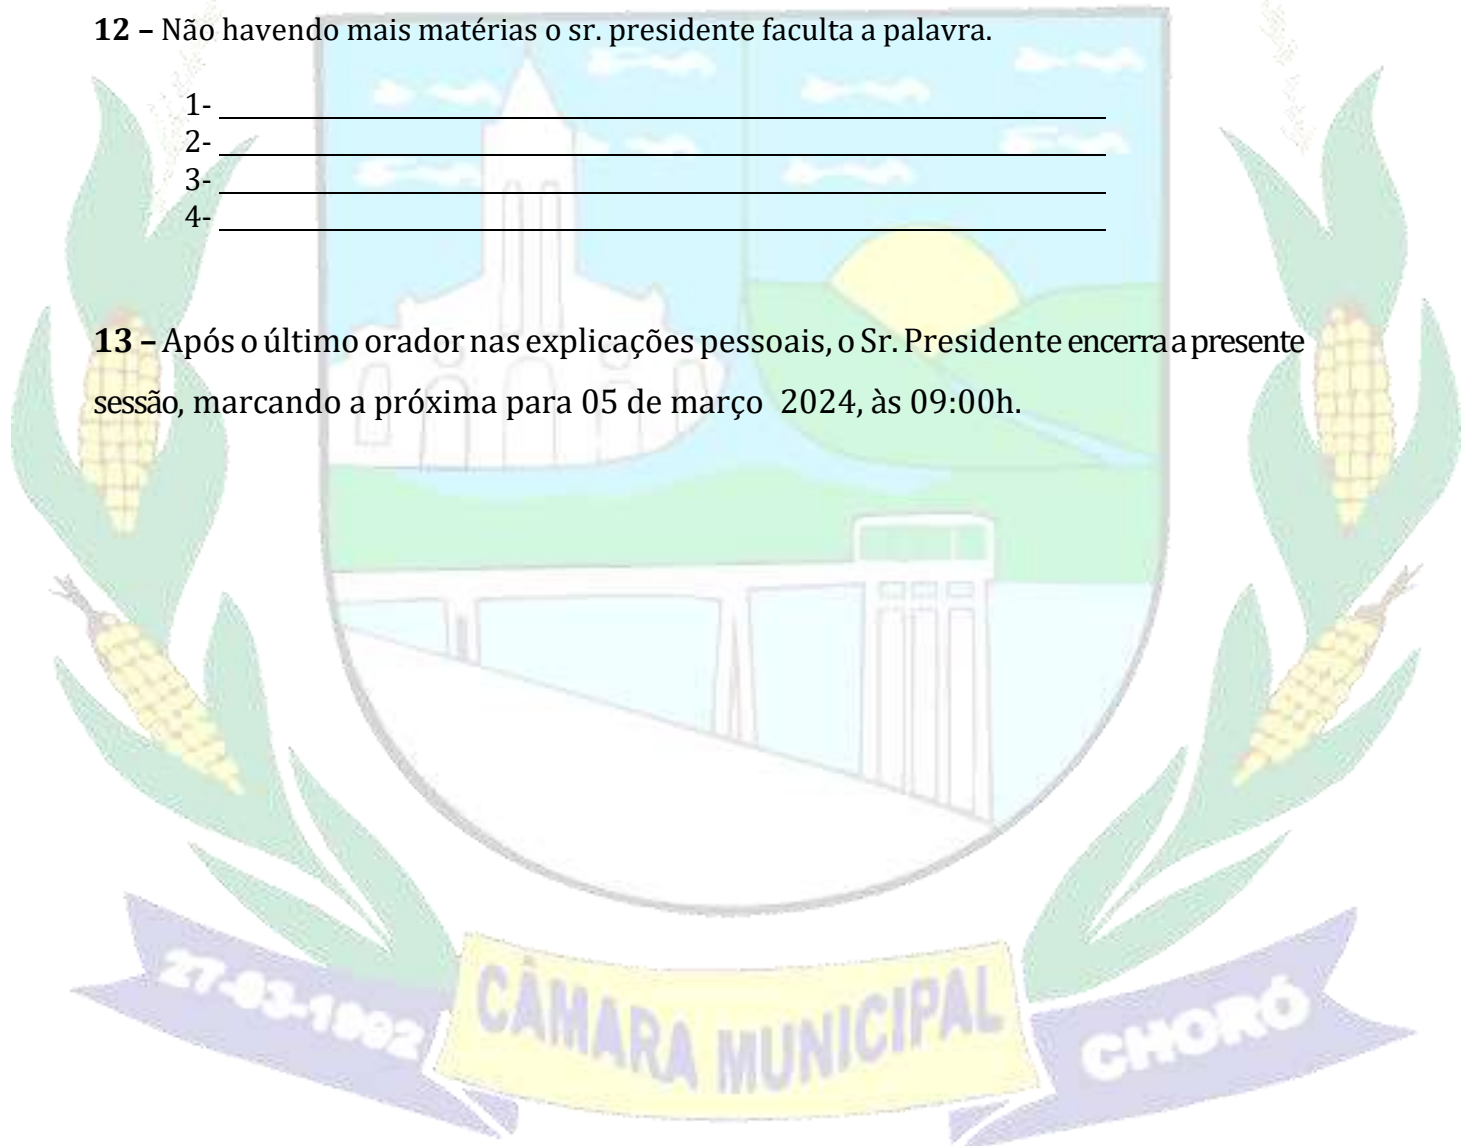 12 – Não havendo mais matérias o sr. presidente faculta a palavra.
1- 
2- 
3- 
4- 
13 – Após o último orador nas explicações pessoais, o Sr. Presidente encerra a presente
sessão, marcando a próxima para 05 de março 2024, às 09:00h.
27-03-1992
CÂMARA MUNICIPAL
CHORÓ